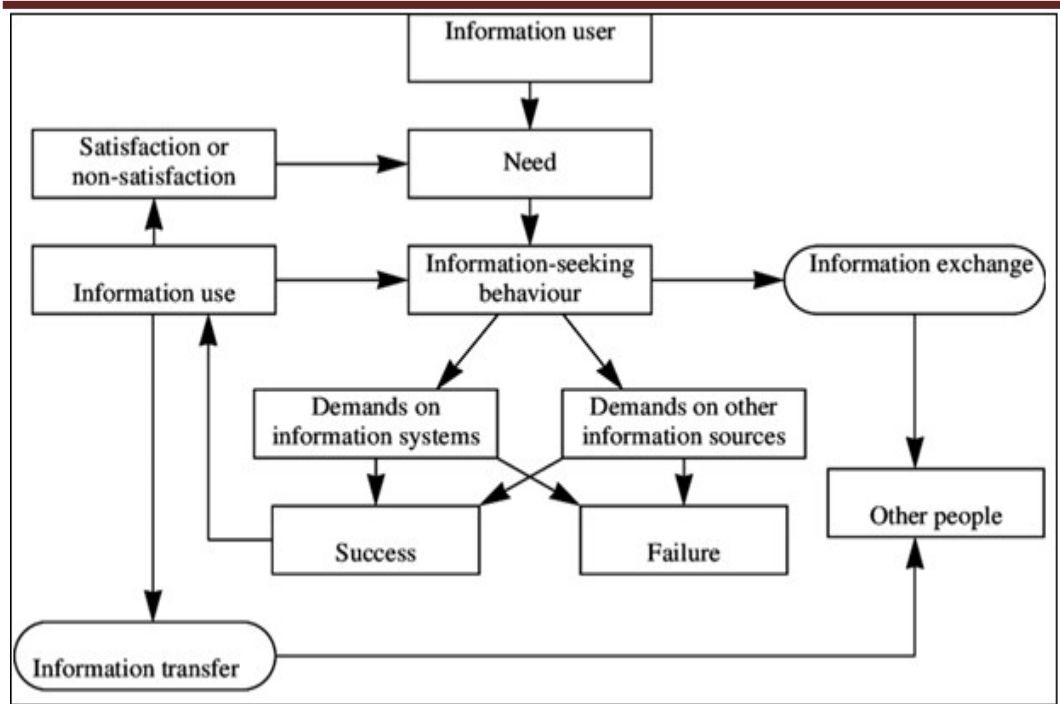 Information user
Satisfaction or
non-satisfaction
Need
Information use
Information-seeking
behaviour
Information exchange
Demands on
information systems
Demands on other
information sources
Success
Failure
Other people
Information transfer